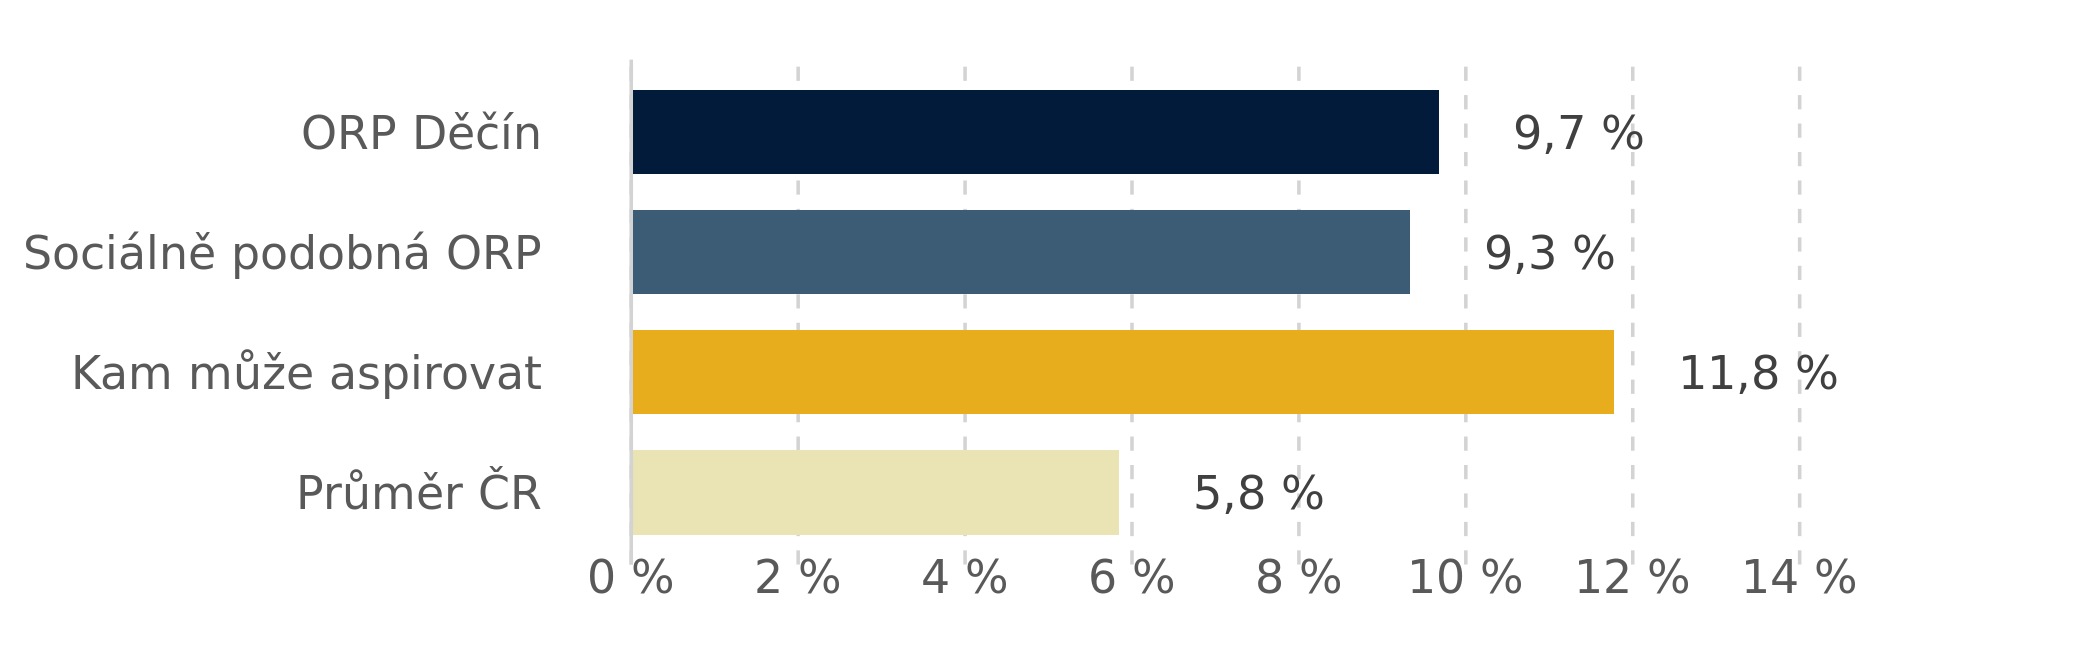 ORP Děčín
9,7 %
Sociálně podobná ORP
9,3 %
Kam může aspirovat
11,8 %
Průměr ČR
5,8 %
0 % 2 % 4 % 6 % 8 % 10 % 12 % 14 %